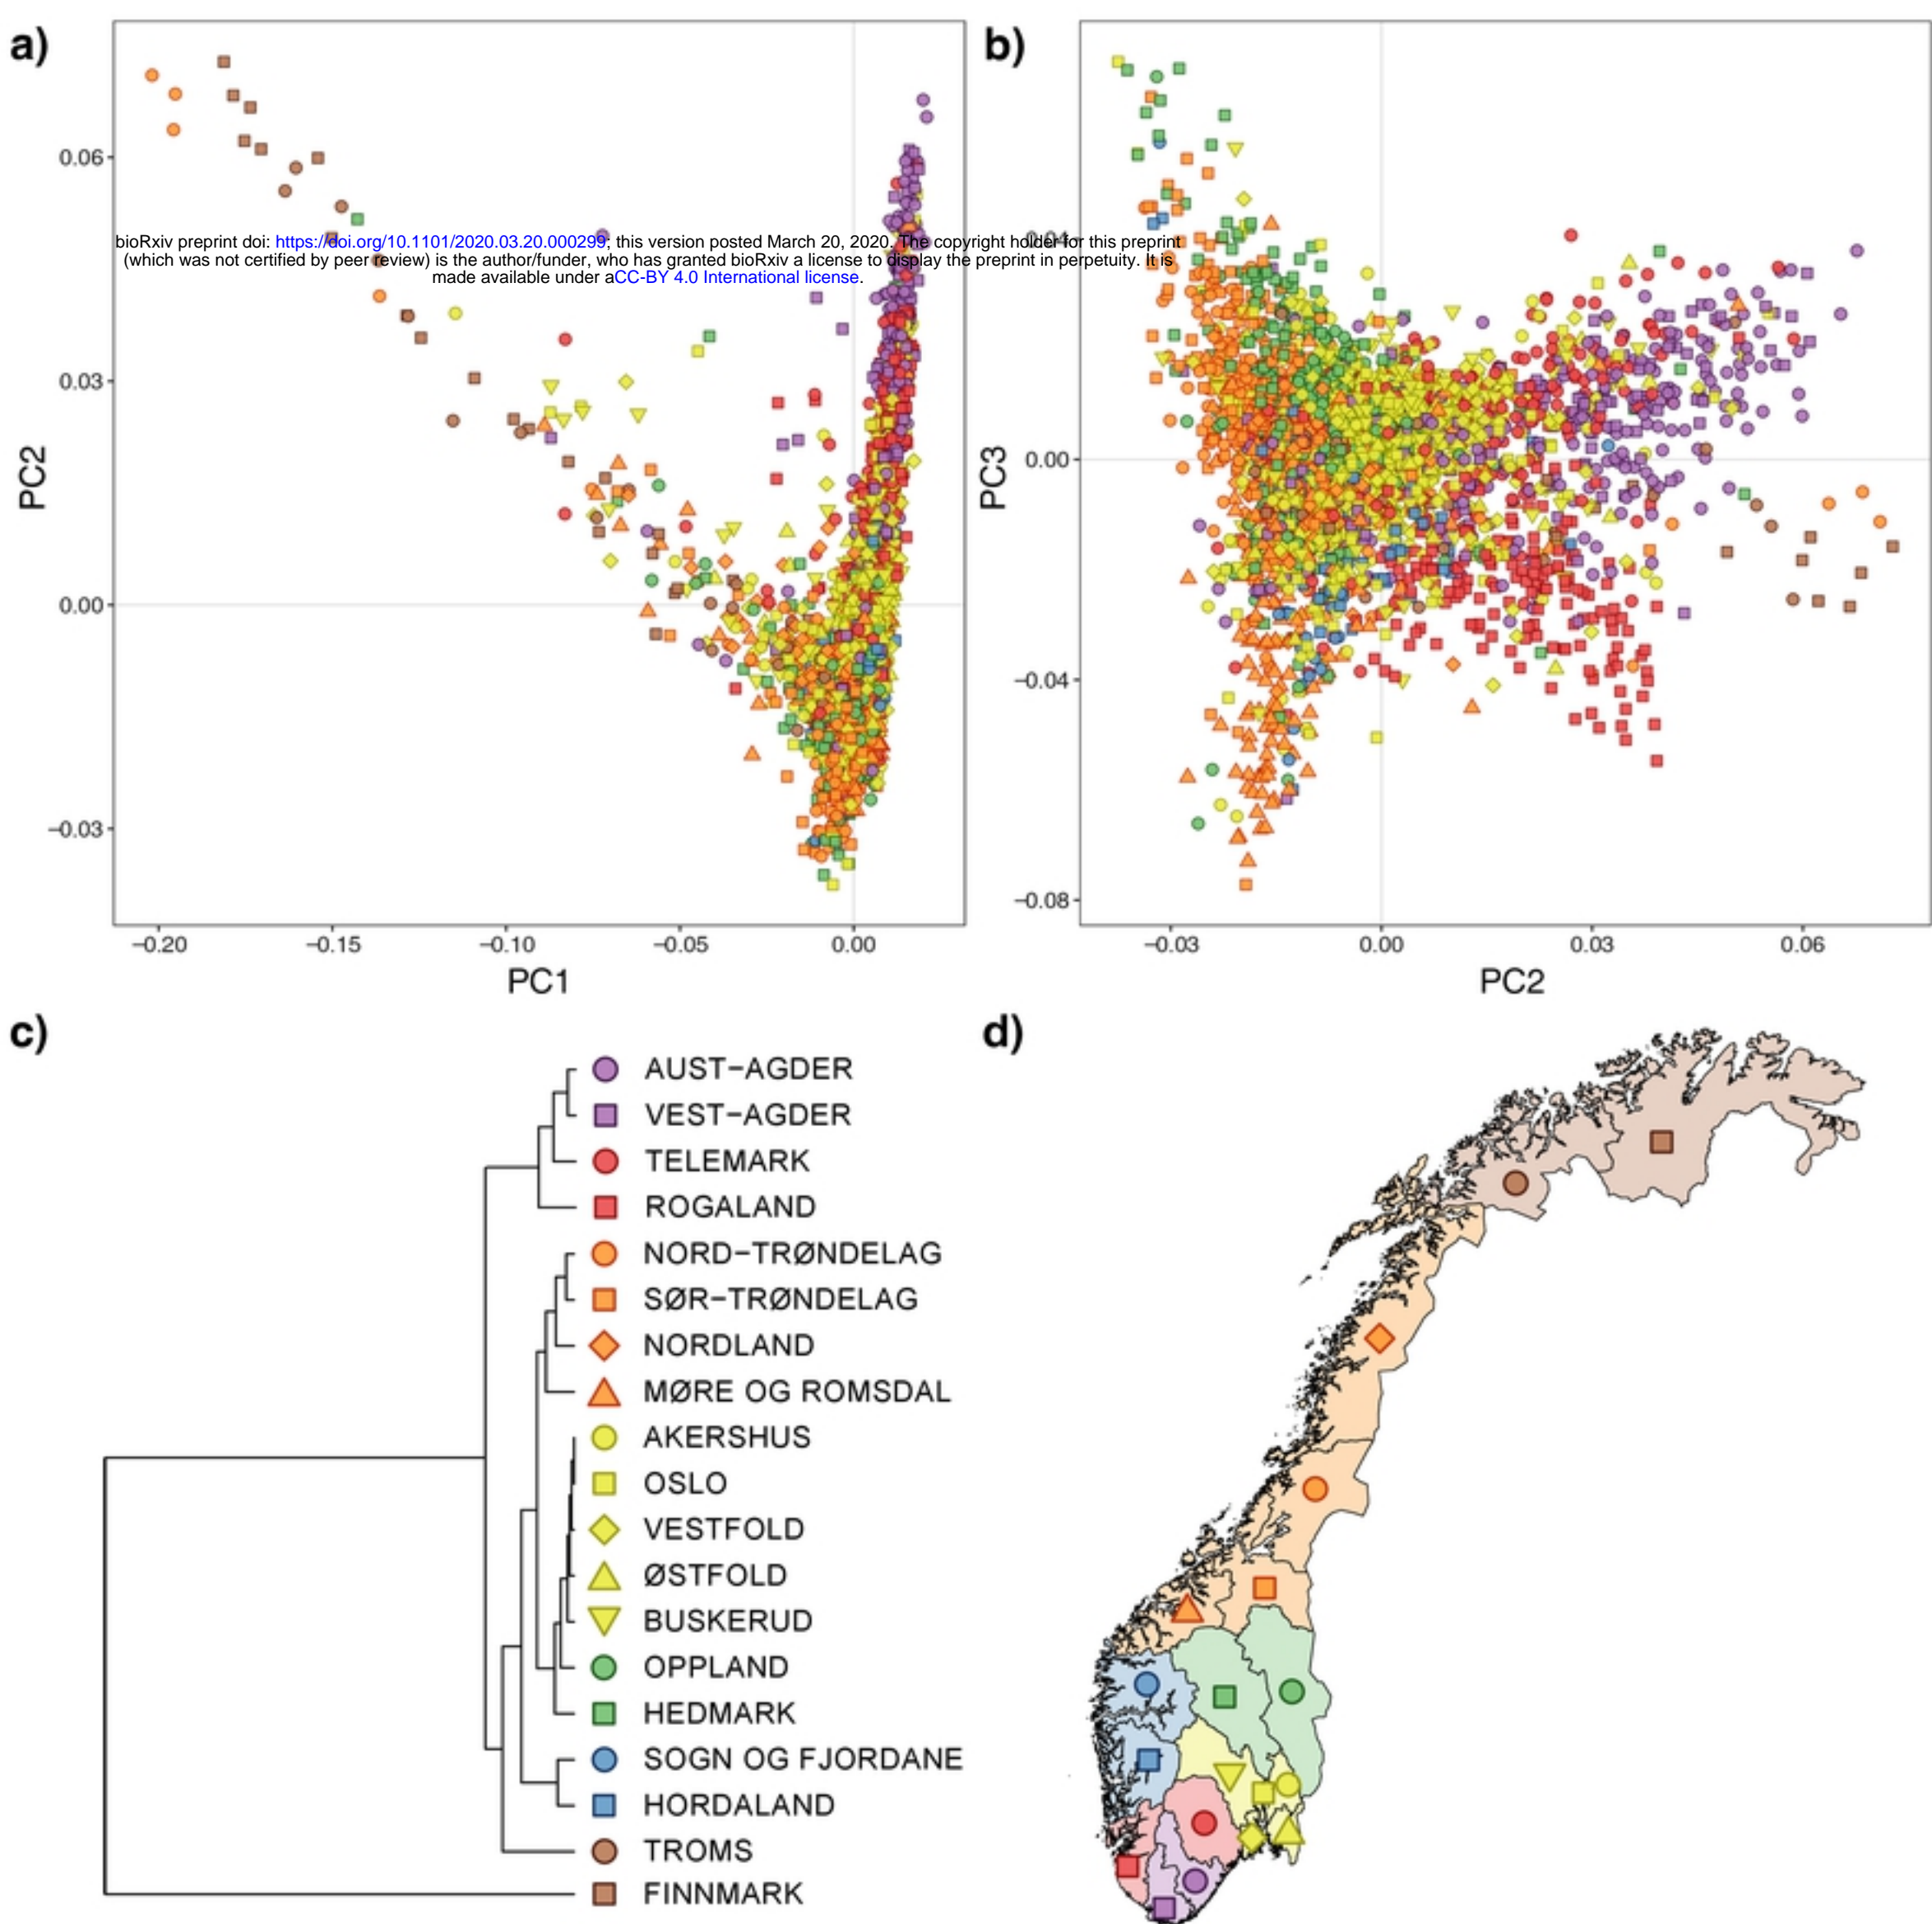 a)
b)
PC2
0.06
0.03
0.00
−0.03
−0.20
−0.15
−0.10
−0.05
0.00
PC1
bioRxiv preprint doi: https://doi.org/10.1101/2020.03.20.000299; this version posted March 20, 2020. The copyright holder for this preprint
(which was not certified by peer review) is the author/funder, who has granted bioRxiv a license to display the preprint in perpetuity. It is
made available under aCC-BY 4.0 International license.
PC3
0.04
0.00
−0.04
−0.08
−0.03
0.00
0.03
0.06
PC2
c)
AUST−AGDER
VEST−AGDER
TELEMARK
ROGALAND
NORD−TRØNDELAG
SØR−TRØNDELAG
NORDLAND
MØRE OG ROMSDAL
AKERSHUS
OSLO
VESTFOLD
ØSTFOLD
BUSKERUD
OPPLAND
HEDMARK
SOGN OG FJORDANE
HORDALAND
TROMS
FINNMARK
d)